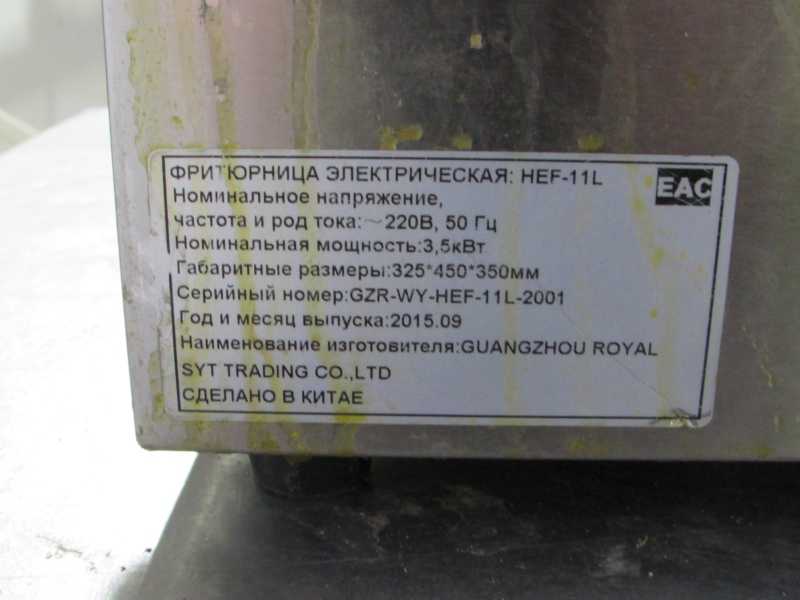 ФРИТЮРНИЦА ЭЛЕКТРИЧЕСКАЯ: HEF-11L
EAC
Номинальное напряжение,
частота и род тока:~220В, 50 Гц
Номинальная мощность:3,5кВт
Габаритные размеры:325*450*350мм
Серийный номер:GZR-WY-HEF-11L-2001
Год и месяц выпуска:2015.09
Наименование изготовителя:GUANGZHOU ROYAL
SYT TRADING CO.,LTD
СДЕЛАНО В КИТАЕ